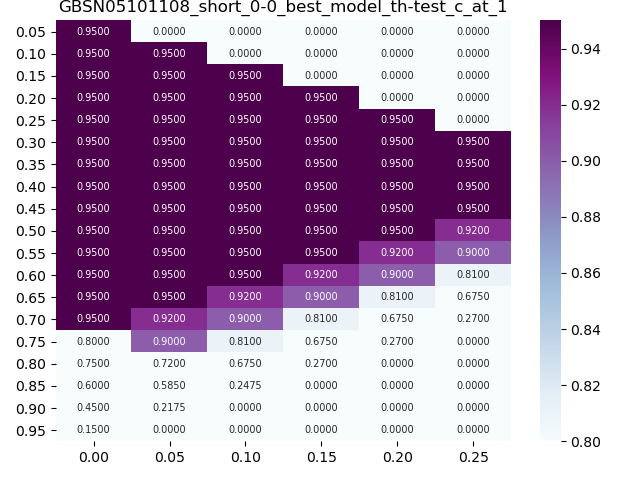 GBSN05101108_short_0-0_best_model_th-test_c_at_1
0.05 0.9500 0.0000 0.0000 0.0000 0.0000 0.0000
0.10 0.9500 0.9500 0.0000 0.0000 0.0000 0.0000
0.15 0.9500 0.9500 0.9500 0.0000 0.0000 0.0000
0.20 0.9500 0.9500 0.9500 0.9500 0.0000 0.0000
0.25 0.9500 0.9500 0.9500 0.9500 0.9500 0.0000
0.30 0.9500 0.9500 0.9500 0.9500 0.9500 0.9500
0.35 0.9500 0.9500 0.9500 0.9500 0.9500 0.9500
0.40 0.9500 0.9500 0.9500 0.9500 0.9500 0.9500
0.45 0.9500 0.9500 0.9500 0.9500 0.9500 0.9500
0.50 0.9500 0.9500 0.9500 0.9500 0.9500 0.9200
0.55 0.9500 0.9500 0.9500 0.9500 0.9200 0.9000
0.60 0.9500 0.9500 0.9500 0.9200 0.9000 0.8100
0.65 0.9500 0.9500 0.9200 0.9000 0.8100 0.6750
0.70 0.9500 0.9200 0.9000 0.8100 0.6750 0.2700
0.75 0.8000 0.9000 0.8100 0.6750 0.2700 0.0000
0.80 0.7500 0.7200 0.6750 0.2700 0.0000 0.0000
0.85 0.6000 0.5850 0.2475 0.0000 0.0000 0.0000
0.90 0.4500 0.2175 0.0000 0.0000 0.0000 0.0000
0.95 0.1500 0.0000 0.0000 0.0000 0.0000 0.0000
0.00 0.05 0.10 0.15 0.20 0.25
0.94
0.92
0.90
0.88
0.86
0.84
0.82
0.80